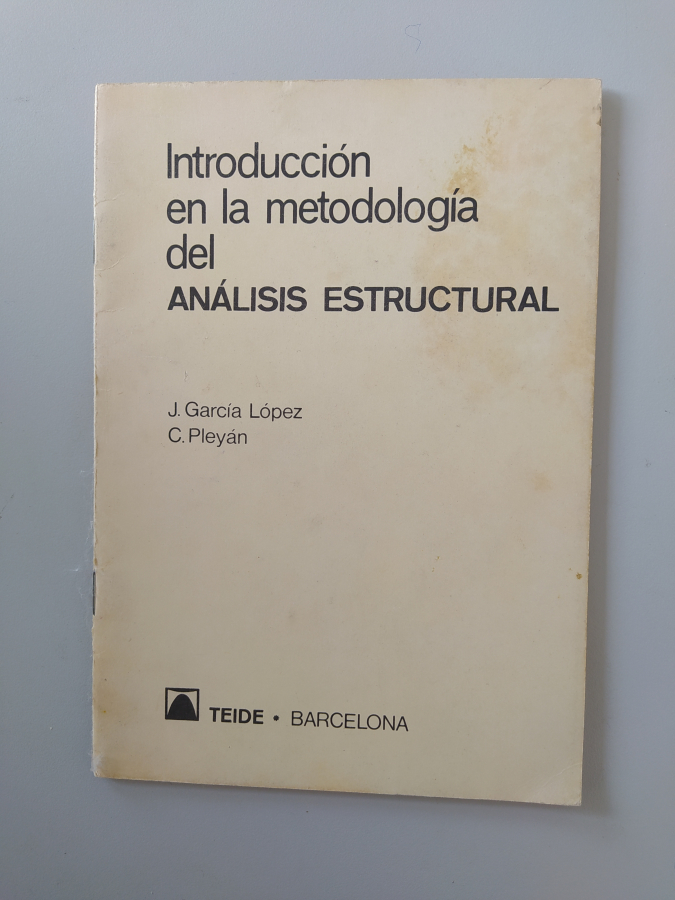 Introducción
en la metodología
del
ANÁLISIS ESTRUCTURAL
J. García López
C. Pleyán
TEIDE • BARCELONA